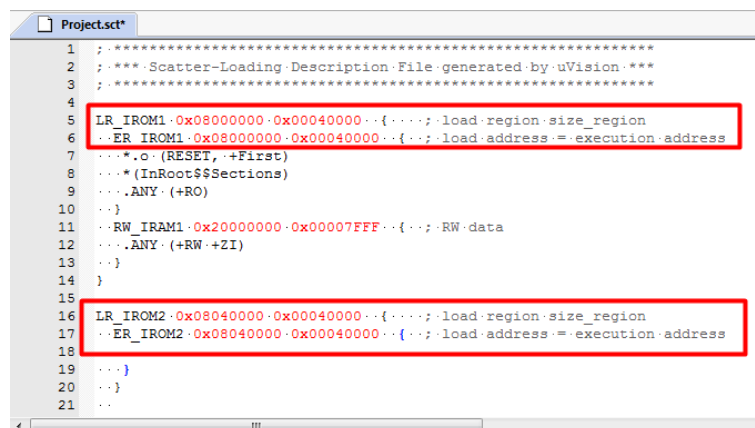 Project.sct*
1 ; ***************************************************************
2 ; *** Scatter-Loading Description File generated by uVision ***
3 ; ***************************************************************
4
5 LR_IROM1 0x08000000 0x00040000 { ; load region size_region
6 ER_IROM1 0x08000000 0x00040000 { ; load address = execution address
7 *.o (RESET, +First)
8 *(InRoot$$Sections)
9 .ANY (+RO)
10 }
11 RW_IRAM1 0x20000000 0x00007FFF { ; RW data
12 .ANY (+RW +ZI)
13 }
14 }
15
16 LR_IROM2 0x08040000 0x00040000 { ; load region size_region
17 ER_IROM2 0x08040000 0x00040000 { ; load address = execution address
18
19 }
20 }
21